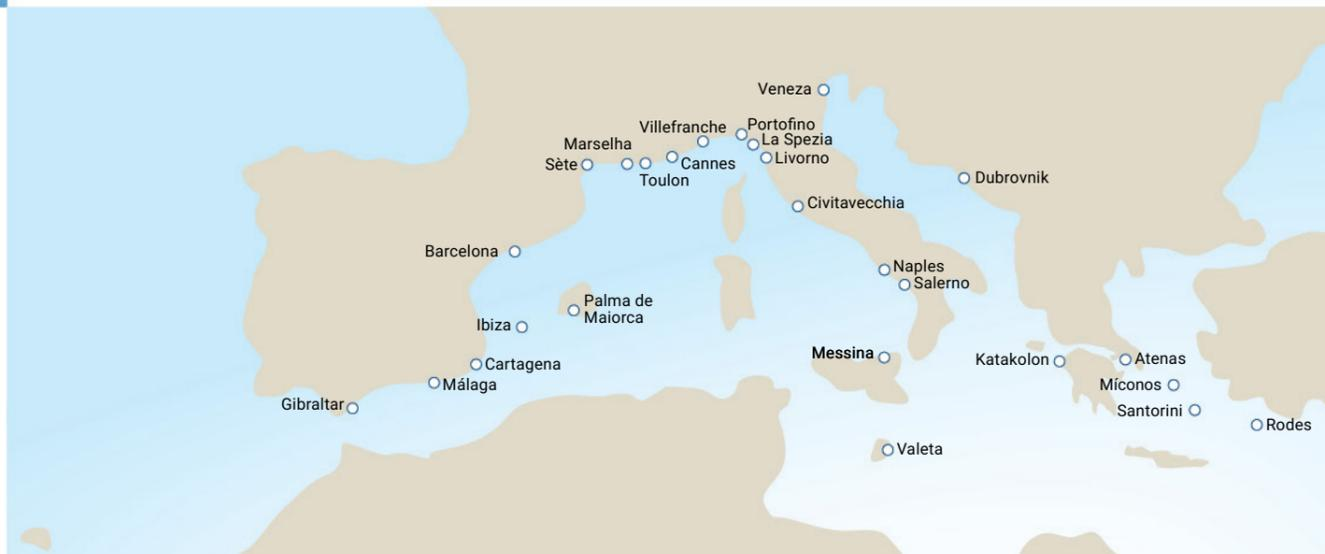 Veneza
Portofino
Villefranche
La Spezia
Marselha
Livorno
Sète
Cannes
Toulon
Dubrovnik
Civitavecchia
Barcelona
Naples
Salerno
Palma de
Maiorca
Ibiza
Messina
Katakolon
Atenas
Cartagena
Málaga
Míconos
Gibraltar
Santorini
Rodes
Valeta